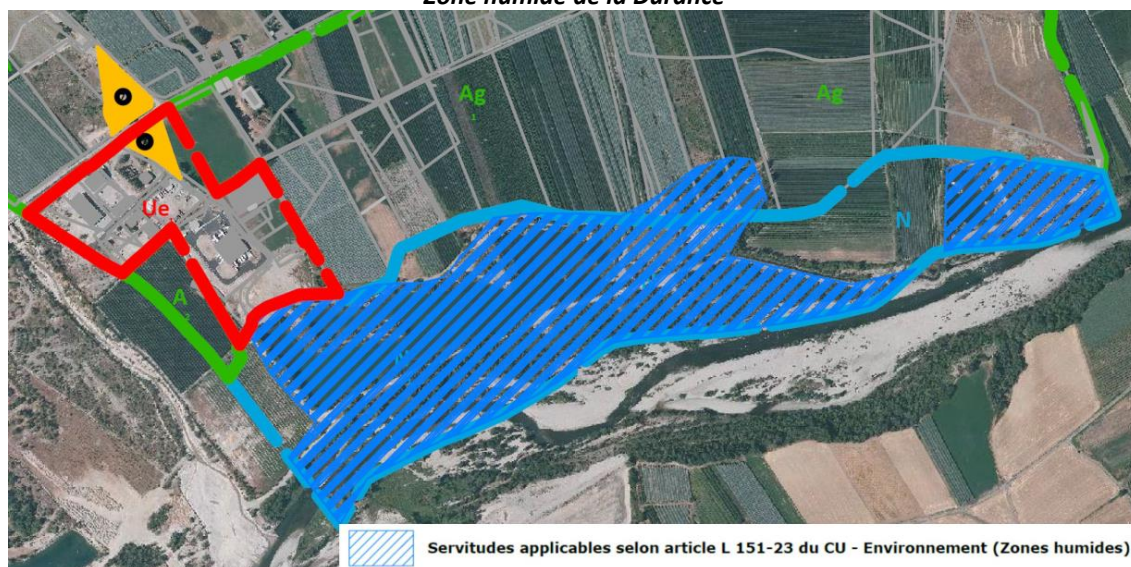 Zone humide de la Durance
Ag
1
Ag
Ue
N
A
Servitudes applicables selon article L 151-23 du CU - Environnement (Zones humides)